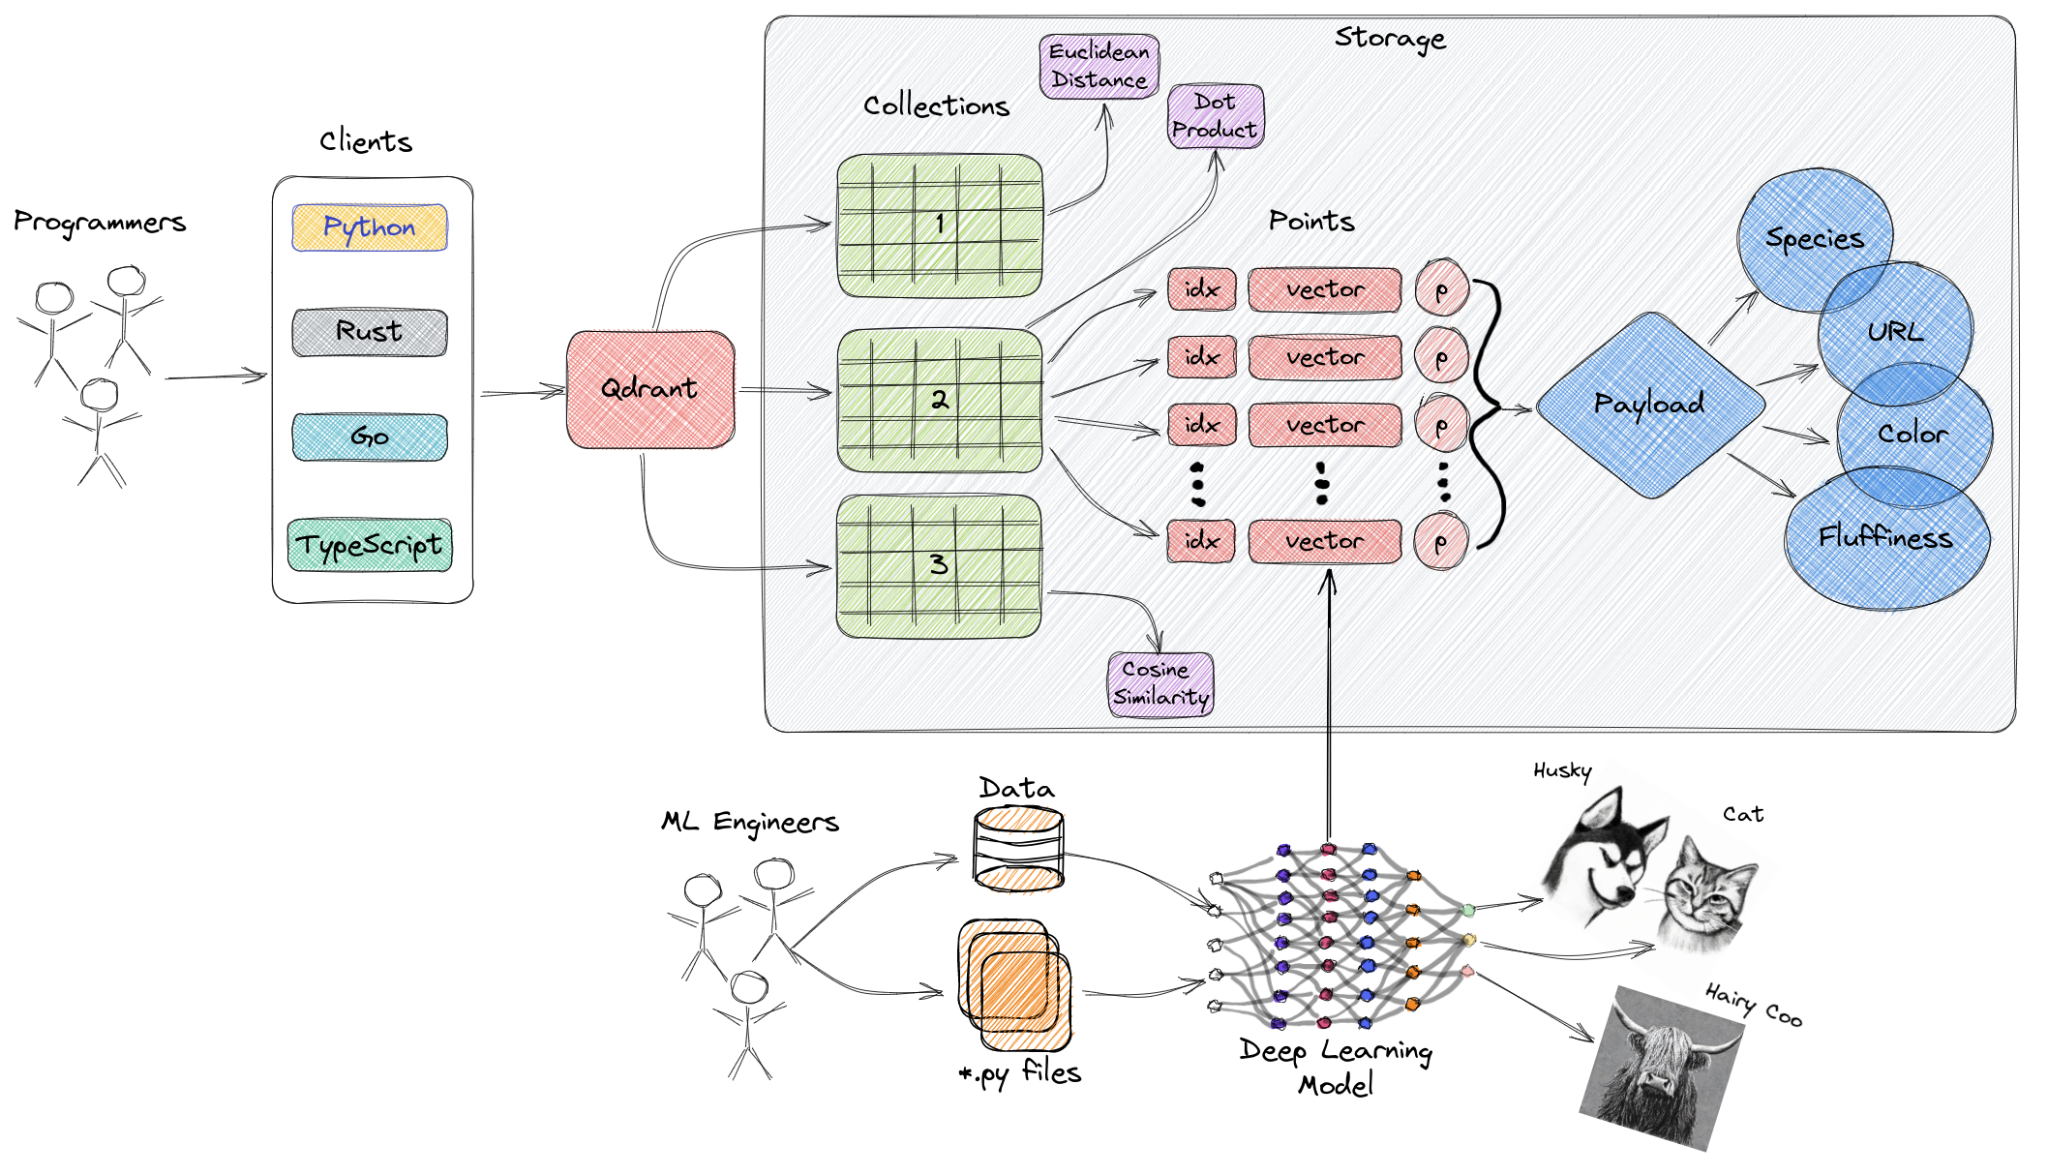 Storage
Euclidean
Distance
Dot
Product
Collections
Clients
Programmers
Python
Rust
Go
TypeScript
Qdrant
1
2
3
Cosine
Similarity
Points
idx vector p
idx vector p
idx vector p
idx vector p
Payload
Species
URL
Color
Fluffiness
ML Engineers
Data
*.py files
Deep Learning
Model
Husky
Cat
Hairy Coo